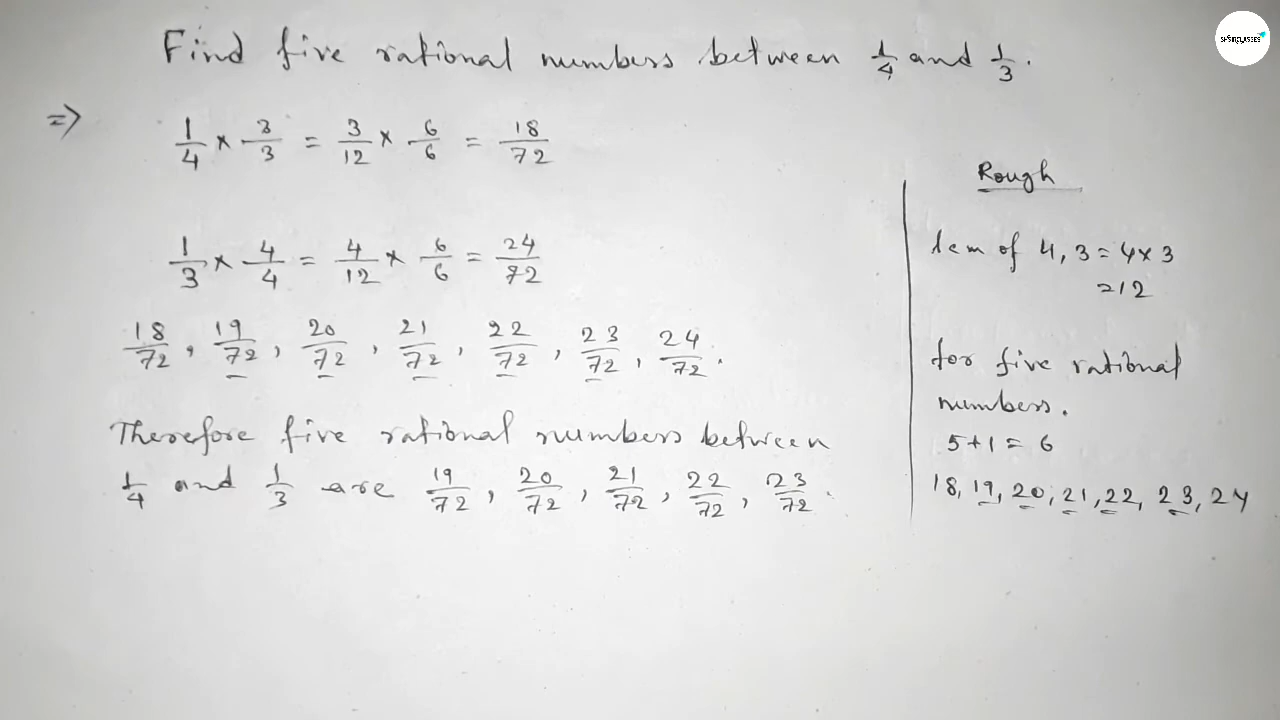 Find five rational numbers between 1/4 and 1/3.
SHSIRCLASSES
=> 1/4 × 3/3 = 3/12 × 6/6 = 18/72
1/3 × 4/4 = 4/12 × 6/6 = 24/72
18/72, 19/72, 20/72, 21/72, 22/72, 23/72, 24/72.
Therefore five rational numbers between
1/4 and 1/3 are 19/72, 20/72, 21/72, 22/72, 23/72.
Rough
lcm of 4, 3 = 4×3
=12
for five rational
numbers.
5+1 = 6
18, 19, 20, 21, 22, 23, 24